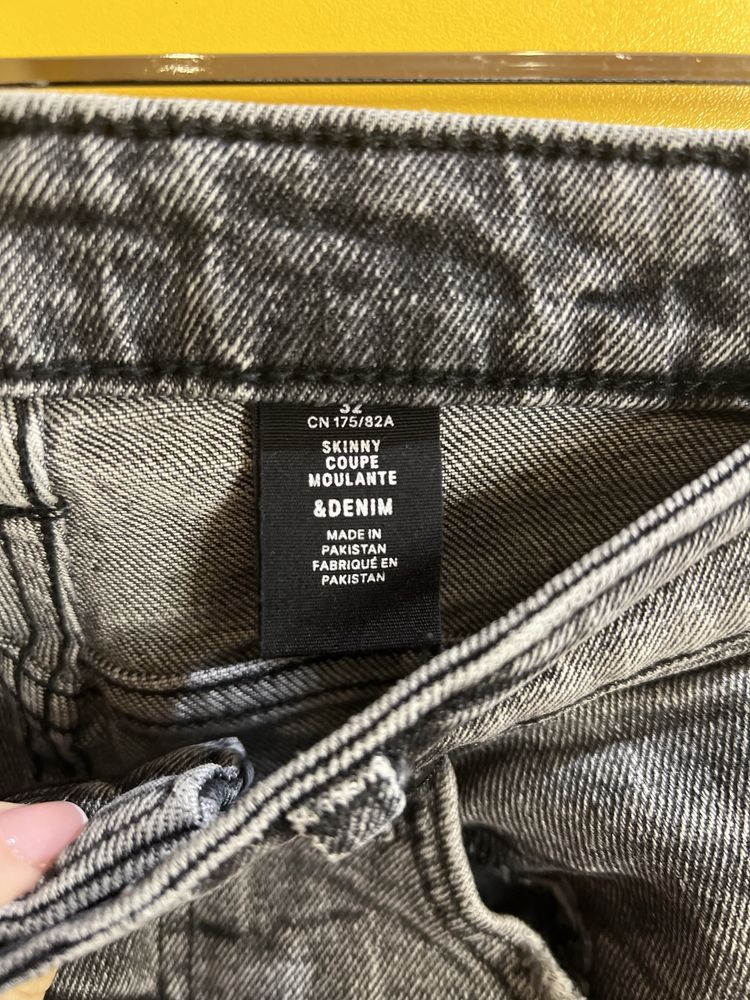 32
CN 175/82A
SKINNY
COUPE
MOULANTE
&DENIM
MADE IN
PAKISTAN
FABRIQUÉ EN
PAKISTAN